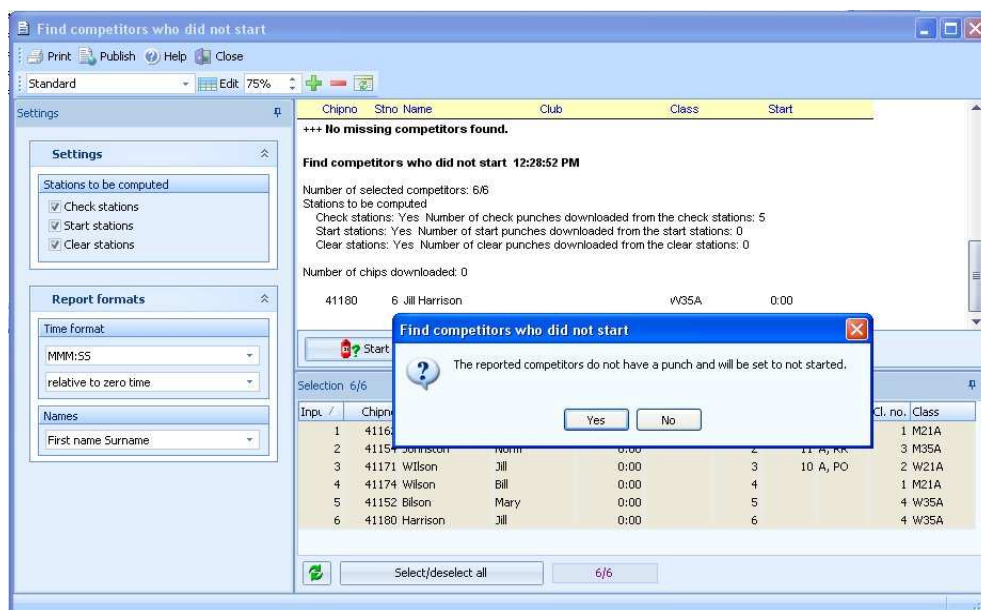 Find competitors who did not start
Print Publish Help Close
Standard Edit 75%
Settings
Settings
Stations to be computed
Check stations
Start stations
Clear stations
Report formats
Time format
MMM:SS
relative to zero time
Names
First name Surname
Chipno Stno Name Club Class Start
+++ No missing competitors found.
Find competitors who did not start 12:28:52 PM
Number of selected competitors: 6/6
Stations to be computed
Check stations: Yes Number of check punches downloaded from the check stations: 5
Start stations: Yes Number of start punches downloaded from the start stations: 0
Clear stations: Yes Number of clear punches downloaded from the clear stations: 0
Number of chips downloaded: 0
41180 6 Jill Harrison W35A 0:00
Start
Find competitors who did not start
The reported competitors do not have a punch and will be set to not started.
Yes No
Selection 6/6
Cl. no. Class
1 1 M21A
2 41154 Johnston Norm 0:00 2 3 M35A
3 41171 WIlson Jill 0:00 3 10 A, PO 2 W21A
4 41174 Wilson Bill 0:00 4 1 M21A
5 41152 Bilson Mary 0:00 5 4 W35A
6 41180 Harrison Jill 0:00 6 4 W35A
Select/deselect all 6/6